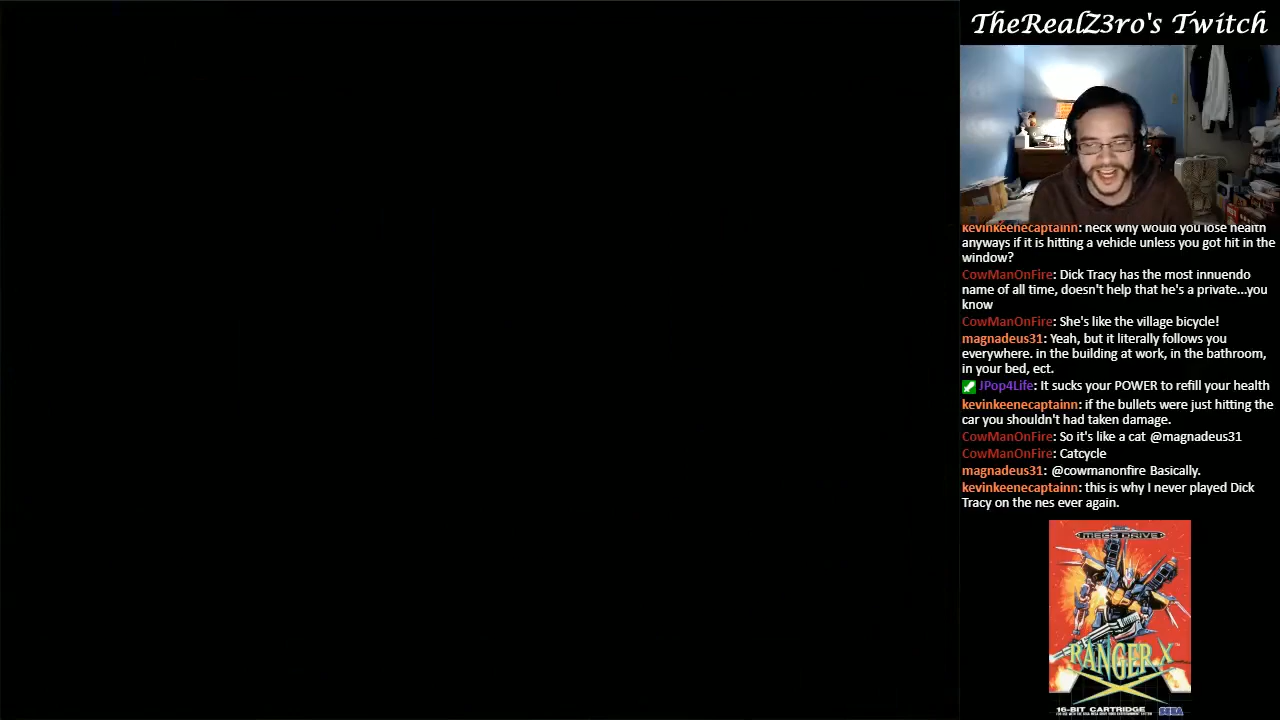 TheRealZ3ro's Twitch
kevinkeenecaptainn: heck why would you lose health
anyways if it is hitting a vehicle unless you got hit in the
window?
CowManOnFire: Dick Tracy has the most innuendo
name of all time, doesn't help that he's a private...you
know
CowManOnFire: She's like the village bicycle!
magnadeus31: Yeah, but it literally follows you
everywhere. in the building at work, in the bathroom,
in your bed, ect.
JPop4Life: It sucks your POWER to refill your health
kevinkeenecaptainn: if the bullets were just hitting the
car you shouldn't had taken damage.
CowManOnFire: So it's like a cat @magnadeus31
CowManOnFire: Catcycle
magnadeus31: @cowmanonfire Basically.
kevinkeenecaptainn: this is why I never played Dick
Tracy on the nes ever again.
MEGA DRIVE
RANGER X
16-BIT CARTRIDGE
SEGA